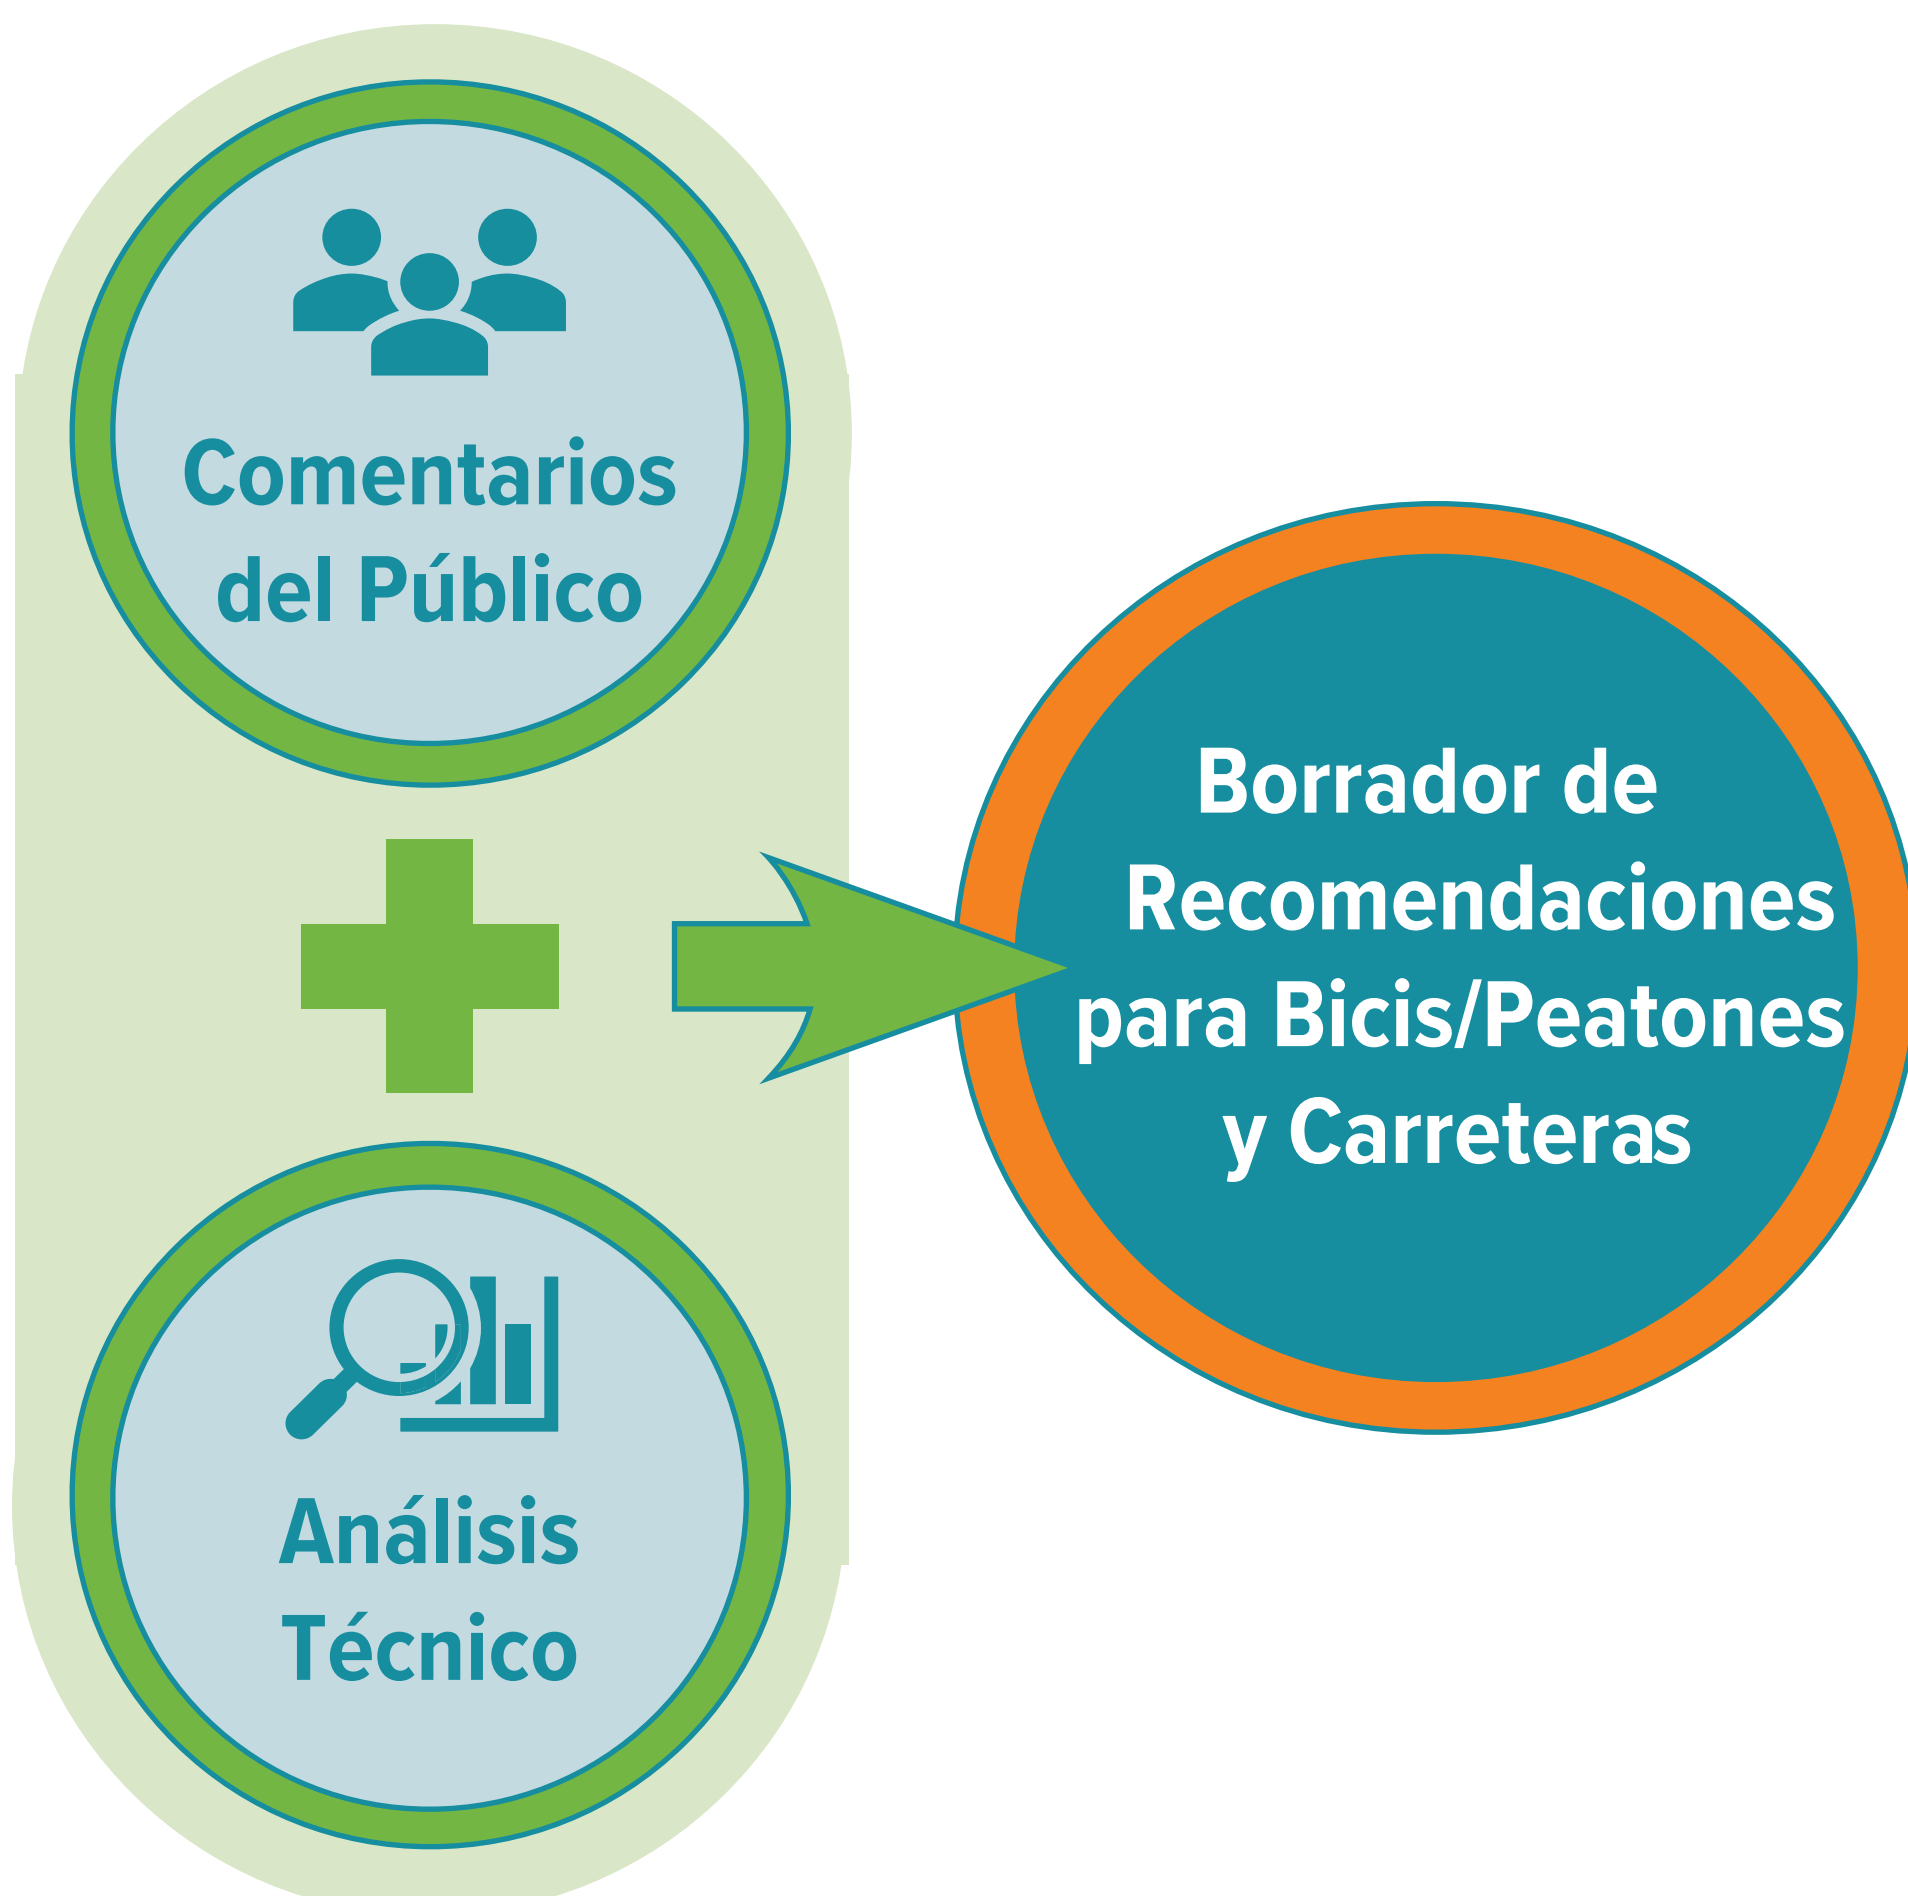 Comentarios
del Público
Borrador de
Recomendaciones
para Bicis/Peatones
y Carreteras
Análisis
Técnico